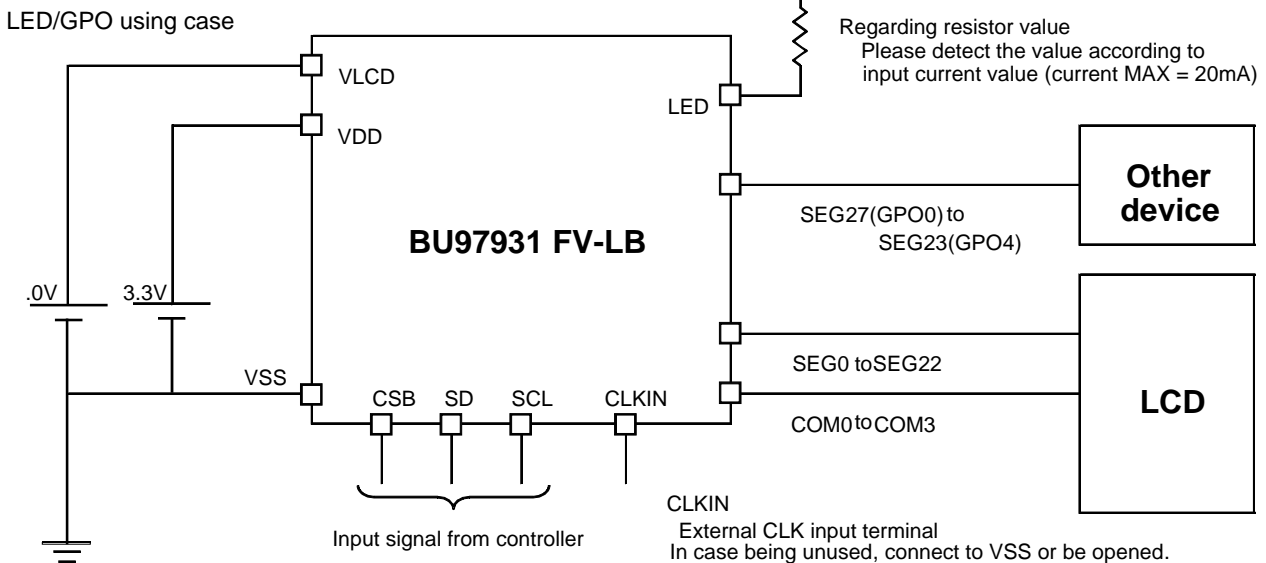 LED/GPO using case
Regarding resistor value
Please detect the value according to
input current value (current MAX = 20mA)
VLCD
LED
VDD
Other
device
SEG27(GPO0) to
SEG23(GPO4)
BU97931 FV-LB
.0V
3.3V
SEG0 toSEG22
VSS
CSB
SD
SCL
CLKIN
LCD
COM0 to COM3
CLKIN
External CLK input terminal
In case being unused, connect to VSS or be opened.
Input signal from controller